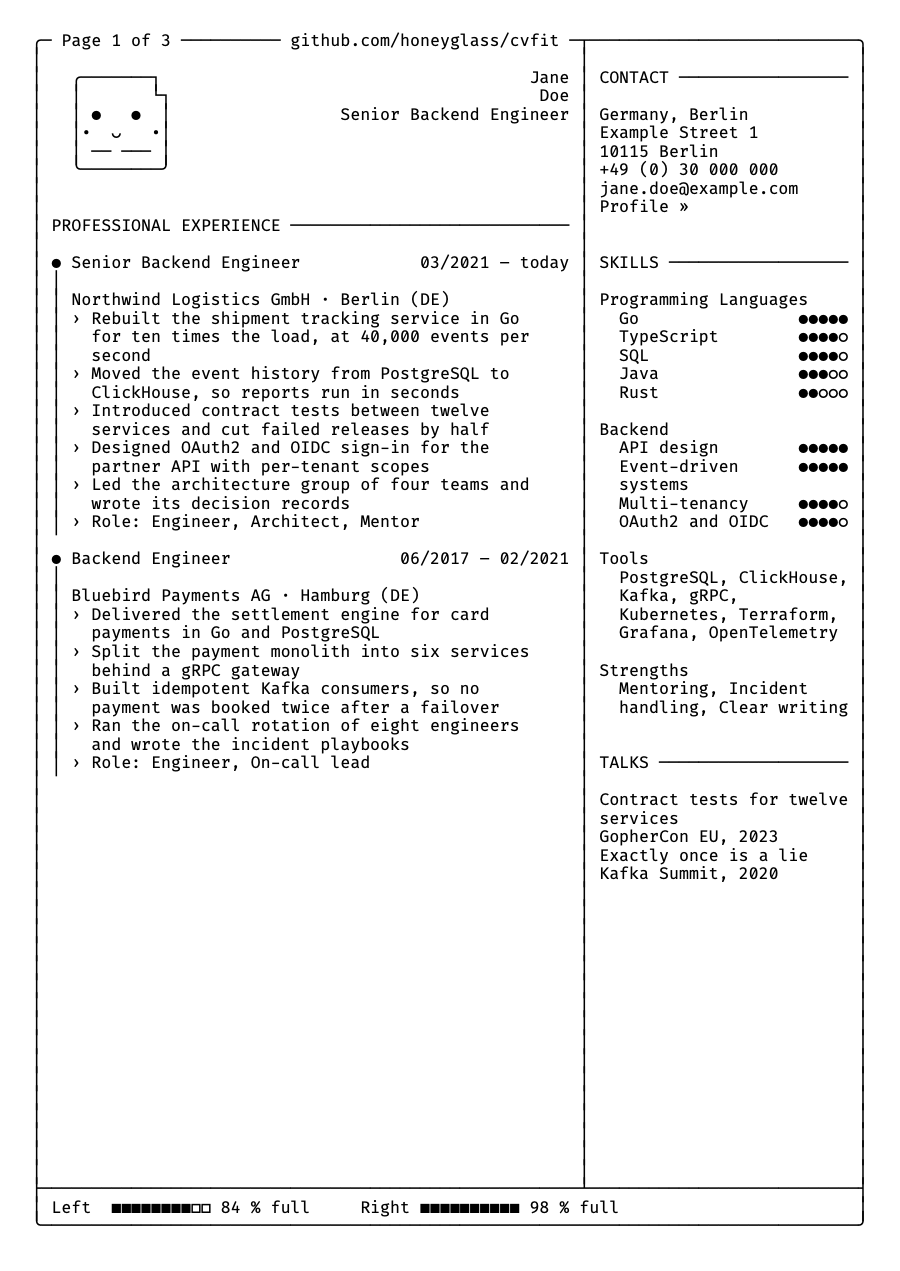 Page 1 of 3
github.com/honeyglass/cvfit
Jane
Doe
Senior Backend Engineer
PROFESSIONAL EXPERIENCE
● Senior Backend Engineer 03/2021 – today
Northwind Logistics GmbH · Berlin (DE)
› Rebuilt the shipment tracking service in Go
for ten times the load, at 40,000 events per
second
› Moved the event history from PostgreSQL to
ClickHouse, so reports run in seconds
› Introduced contract tests between twelve
services and cut failed releases by half
› Designed OAuth2 and OIDC sign-in for the
partner API with per-tenant scopes
› Led the architecture group of four teams and
wrote its decision records
› Role: Engineer, Architect, Mentor
● Backend Engineer 06/2017 – 02/2021
Bluebird Payments AG · Hamburg (DE)
› Delivered the settlement engine for card
payments in Go and PostgreSQL
› Split the payment monolith into six services
behind a gRPC gateway
› Built idempotent Kafka consumers, so no
payment was booked twice after a failover
› Ran the on-call rotation of eight engineers
and wrote the incident playbooks
› Role: Engineer, On-call lead
CONTACT
Germany, Berlin
Example Street 1
10115 Berlin
+49 (0) 30 000 000
jane.doe@example.com
Profile »
SKILLS
Programming Languages
Go ●●●●●
TypeScript ●●●●○
SQL ●●●●○
Java ●●●○○
Rust ●●○○○
Backend
API design ●●●●●
Event-driven ●●●●●
systems
Multi-tenancy ●●●●○
OAuth2 and OIDC ●●●●○
Tools
PostgreSQL, ClickHouse,
Kafka, gRPC,
Kubernetes, Terraform,
Grafana, OpenTelemetry
Strengths
Mentoring, Incident
handling, Clear writing
TALKS
Contract tests for twelve
services
GopherCon EU, 2023
Exactly once is a lie
Kafka Summit, 2020
Left ■■■■■■■■□□ 84 % full Right ■■■■■■■■■■ 98 % full